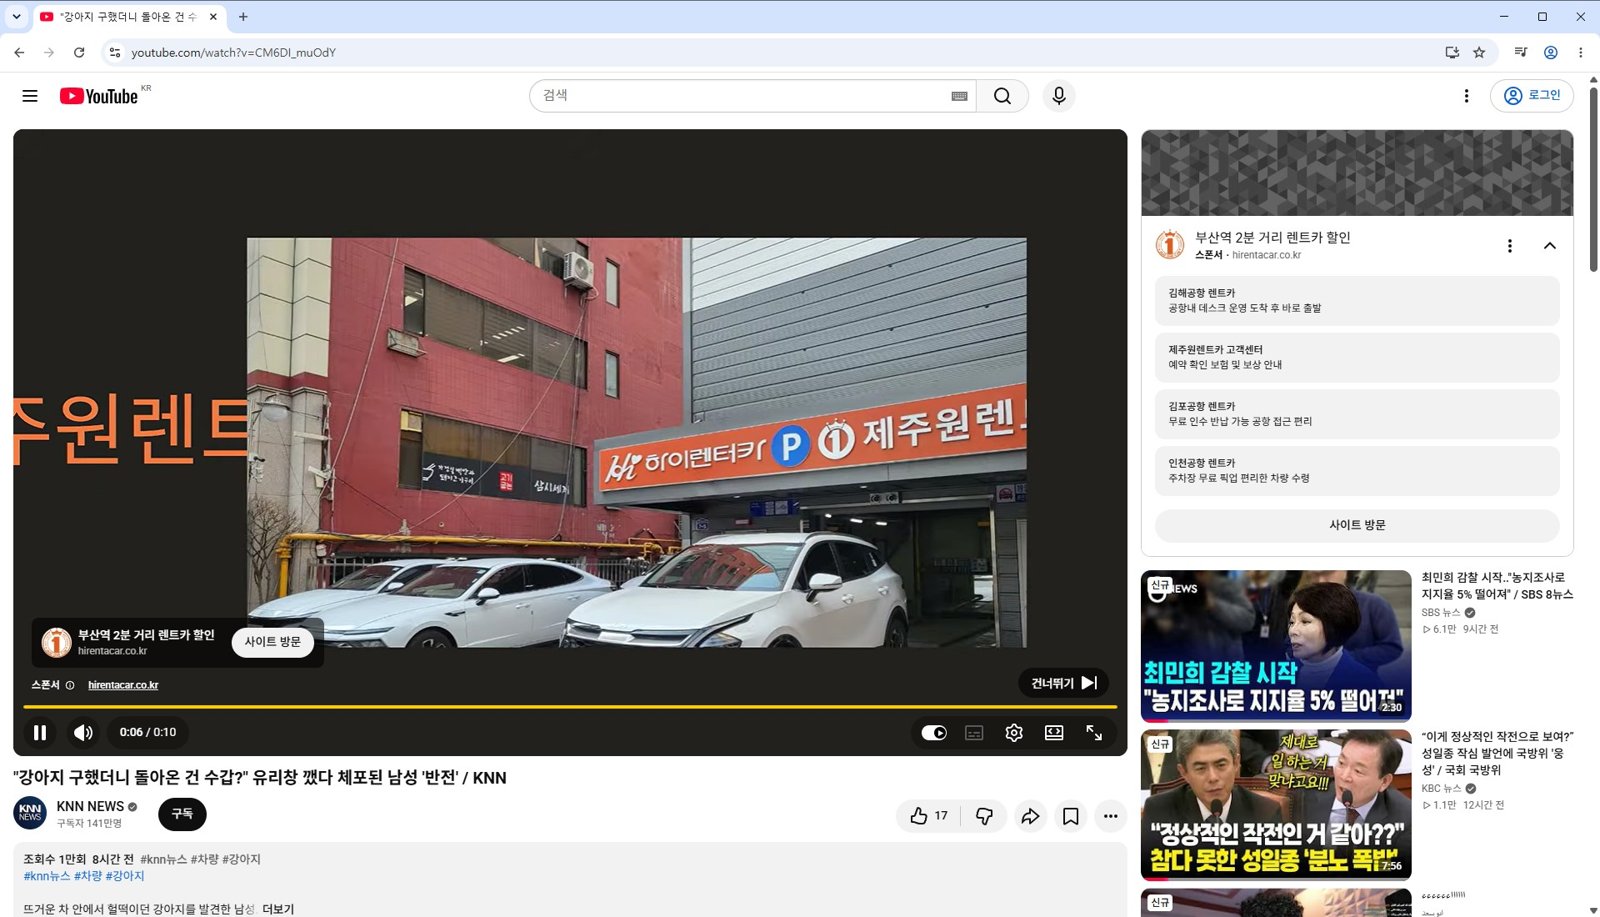 "강아지 구했더니 돌아온 건 수
youtube.com/watch?v=CM6DI_muOdY
YouTube KR
검색
로그인
주원렌트
Hi 하이렌터카 P 1 제주원렌
삼시세끼
부산역 2분 거리 렌트카 할인
hirentacar.co.kr
사이트 방문
스폰서 hirentacar.co.kr
건너뛰기
0:06 / 0:10
"강아지 구했더니 돌아온 건 수갑?" 유리창 깼다 체포된 남성 '반전' / KNN
KNN NEWS
KNN NEWS
구독자 141만명
구독
17
조회수 1만회 8시간 전 #knn뉴스 #차량 #강아지
#knn뉴스 #차량 #강아지
뜨거운 차 안에서 헐떡이던 강아지를 발견한 남성 더보기
부산역 2분 거리 렌트카 할인
스폰서 · hirentacar.co.kr
김해공항 렌트카
공항내 데스크 운영 도착 후 바로 출발
제주원렌트카 고객센터
예약 확인 보험 및 보상 안내
김포공항 렌트카
무료 인수 반납 가능 공항 접근 편리
인천공항 렌트카
주차장 무료 픽업 편리한 차량 수령
사이트 방문
신규
NEWS
최민희 감찰 시작
"농지조사로 지지율 5% 떨어져"
2:30
최민희 감찰 시작.."농지조사로 지지율 5% 떨어져" / SBS 8뉴스
SBS 뉴스
6.1만 9시간 전
신규
제대로
일 하는 거
맞냐고요!!!
"정상적인 작전인 거 같아??"
참다 못한 성일종 '분노 폭발'
7:56
"이게 정상적인 작전으로 보여?"
성일종 작심 발언에 국방위 '웅
성' / 국회 국방위
KBC 뉴스
1.1만 12시간 전
신규